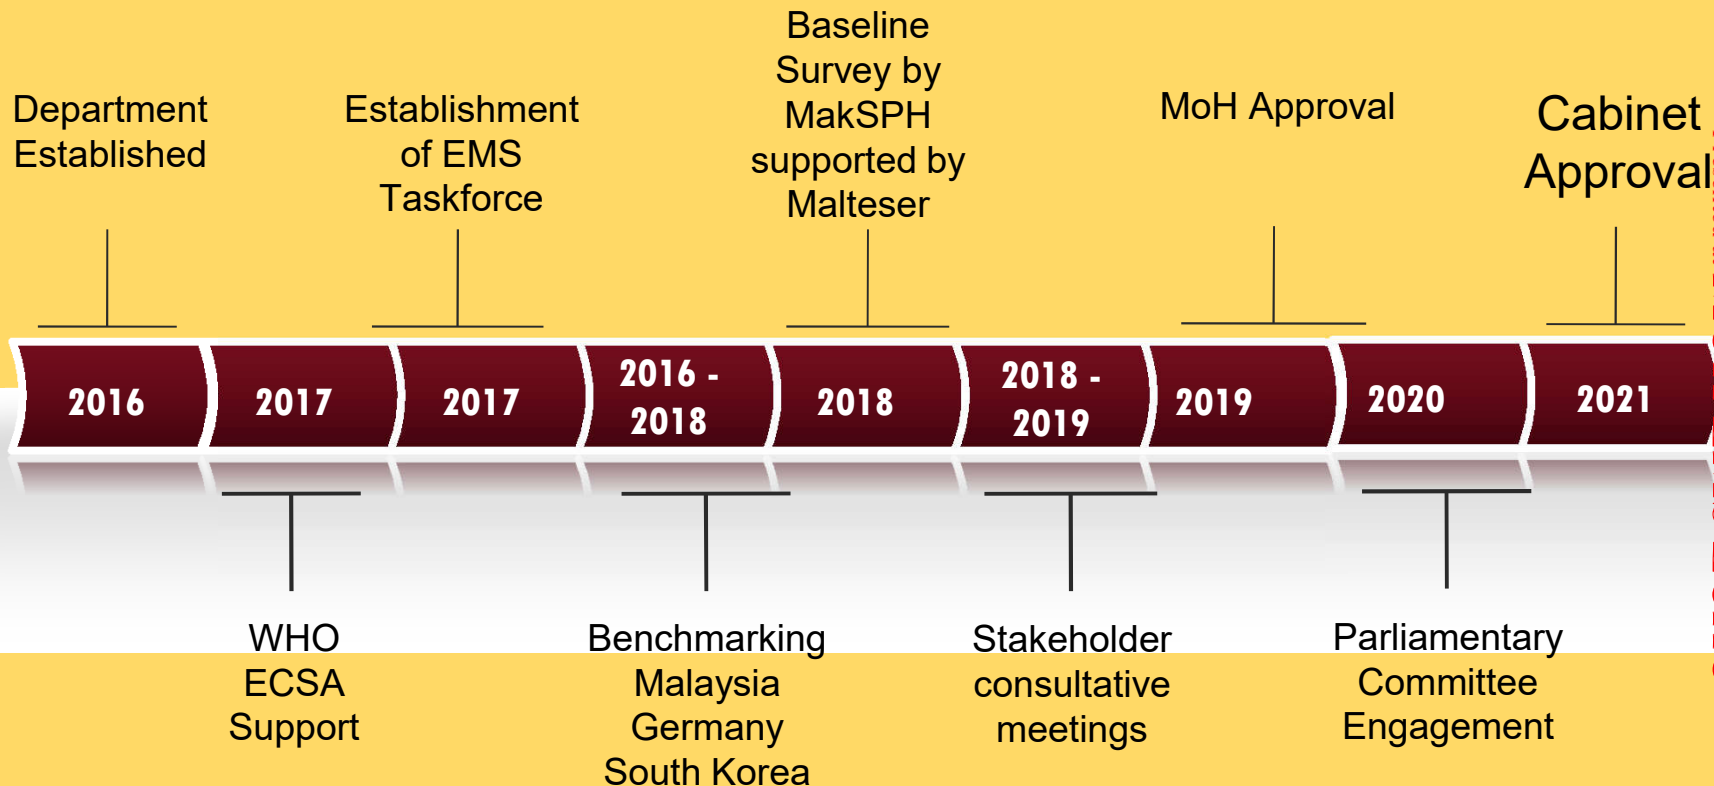 Department
Established
Establishment
of EMS
Taskforce
Baseline
Survey by
MakSPH
supported by
Malteser
MoH Approval
Cabinet
Approval
2016
2017
2017
2016 -
2018
2018
2018 -
2019
2019
2020
2021
WHO
ECSA
Support
Benchmarking
Malaysia
Germany
South Korea
Stakeholder
consultative
meetings
Parliamentary
Committee
Engagement